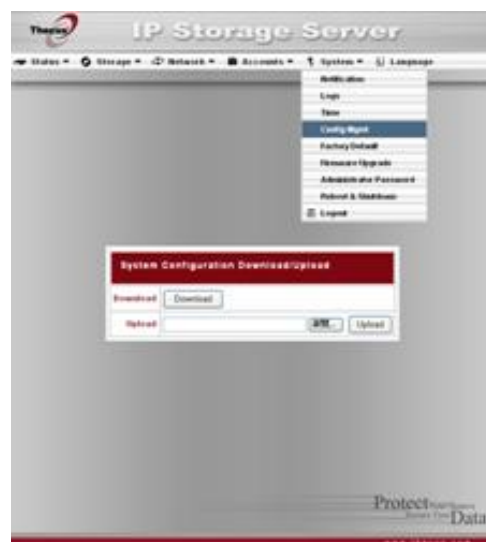 Thecus
IP Storage Server
Status Storage Network Accounts System Language
Notification
Logs
Time
Config Mgmt
Factory Default
Firmware Upgrade
Administrator Password
Reboot & Shutdown
Logout
System Configuration Download/Upload
Download Download
Upload Upload
Protect
Data